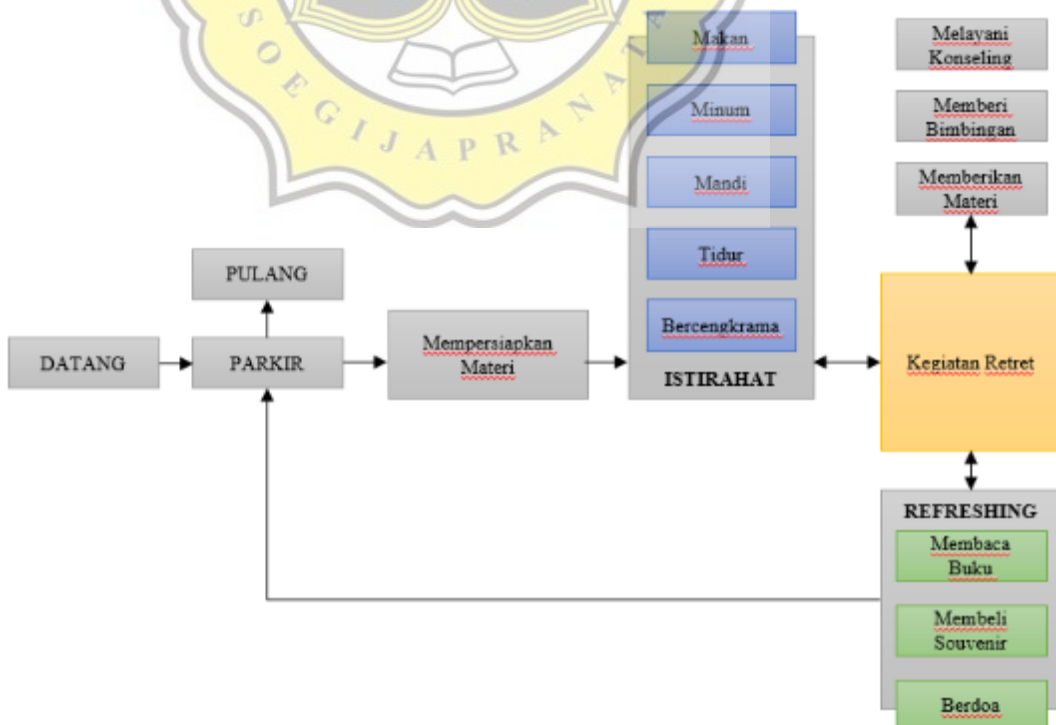 SOEGIJAPRANATA
Makan
Minum
Mandi
Tidur
Bercengkrama
ISTIRAHAT
Melayani
Konseling
Memberi
Bimbingan
Memberikan
Materi
PULANG
DATANG
PARKIR
Mempersiapkan
Materi
Kegiatan Retret
REFRESHING
Membaca
Buku
Membeli
Souvenir
Berdoa